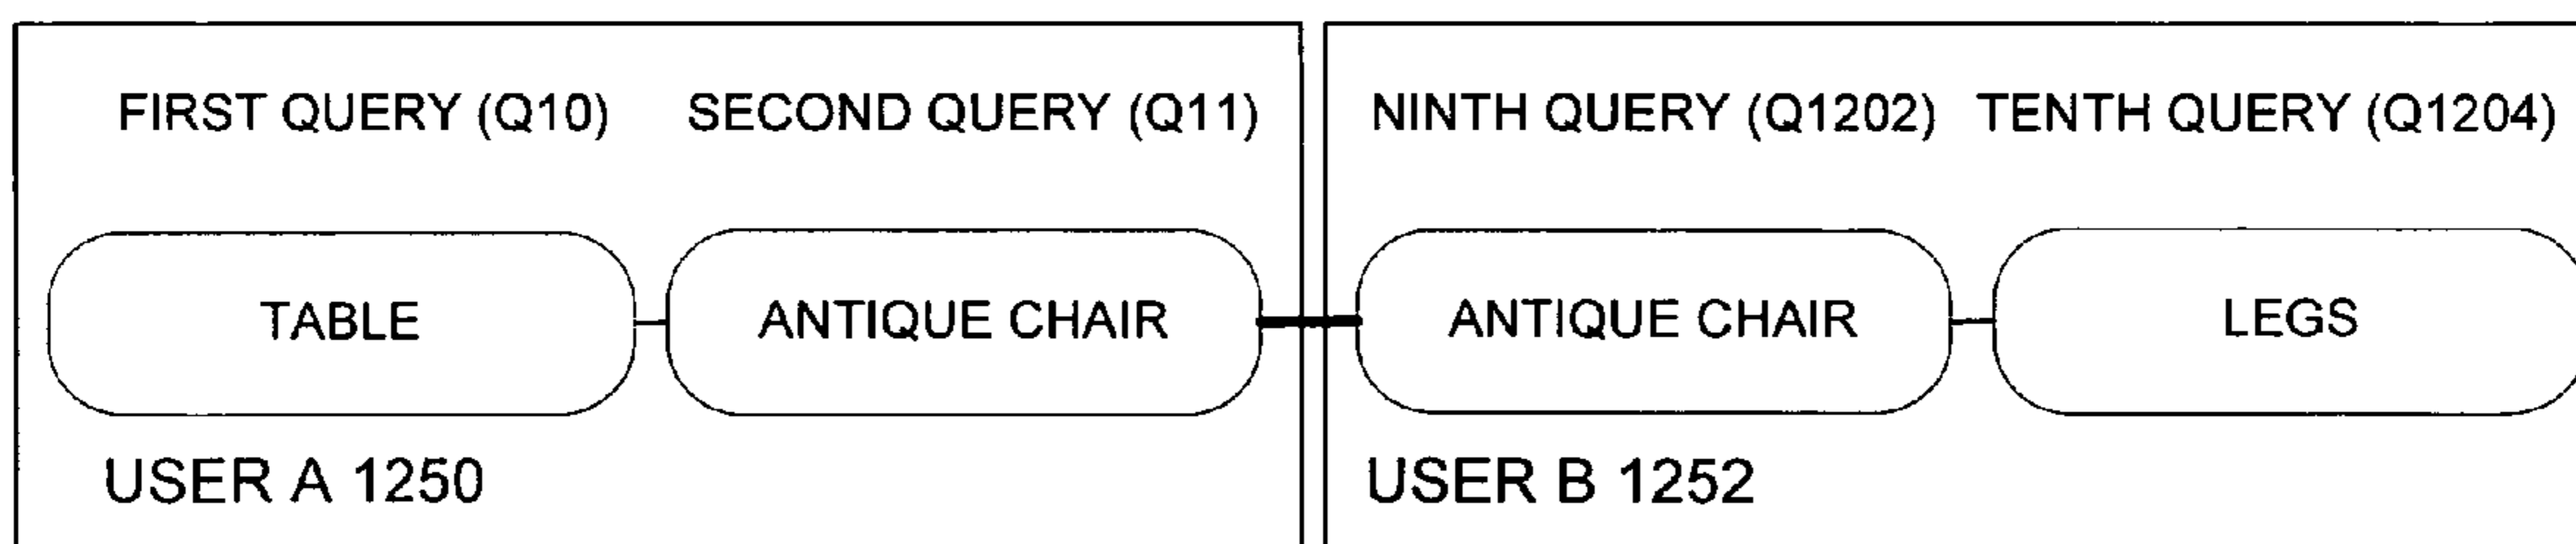 FIRST QUERY (Q10) SECOND QUERY (Q11) NINTH QUERY (Q1202) TENTH QUERY (Q1204)
TABLE ANTIQUE CHAIR ANTIQUE CHAIR LEGS
USER A 1250 USER B 1252